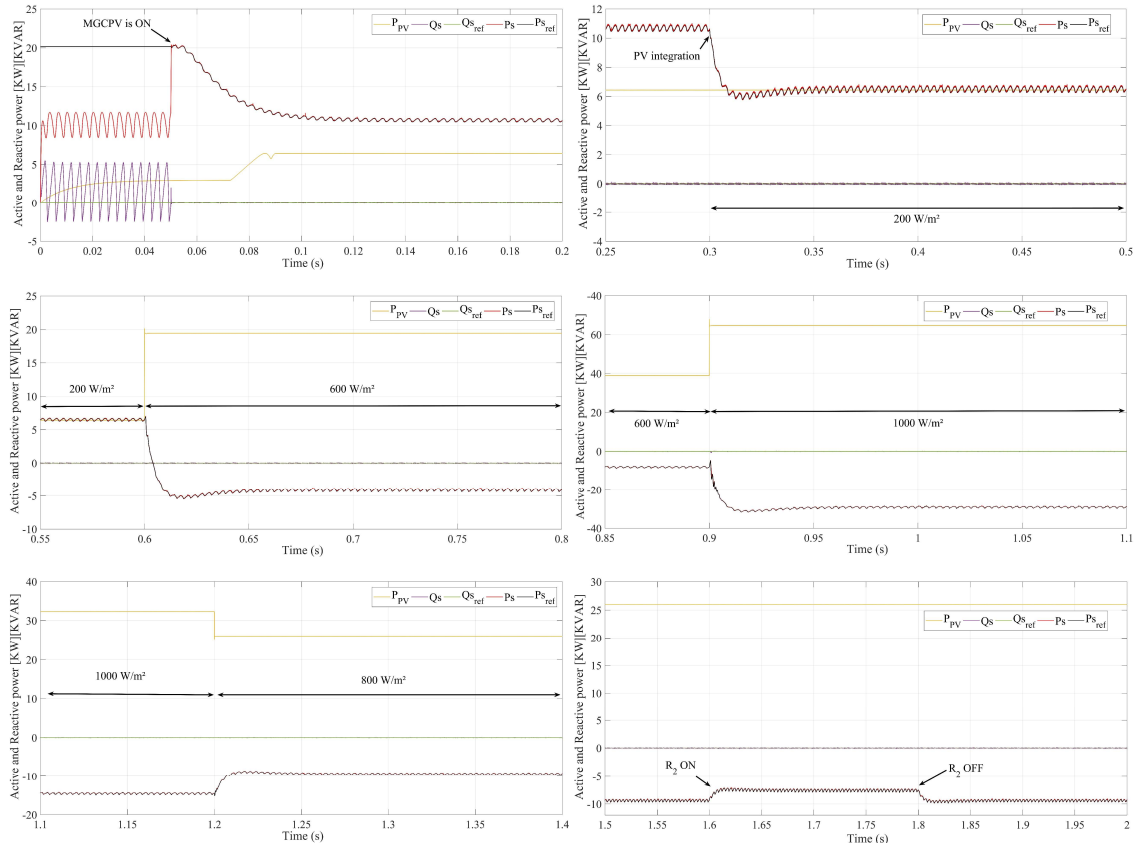 P_PV Qs Qs_ref Ps Ps_ref
MGCPV is ON
Active and Reactive power [KW][KVAR]
25
20
15
10
5
0
5
0 0.02 0.04 0.06 0.08 0.1 0.12 0.14 0.16 0.18 0.2
Time (s)
P_PV Qs Qs_ref Ps Ps_ref
PV integration
200 W/m²
Active and Reactive power [KW][KVAR]
12
10
8
6
4
2
0
-2
4
0.25 0.3 0.35 0.4 0.45 0.5
Time (s)
P_PV Qs Qs_ref Ps Ps_ref
200 W/m² 600 W/m²
Active and Reactive power [KW][KVAR]
25
20
15
10
5
0
-5
-10
0.55 0.6 0.65 0.7 0.75 0.8
Time (s)
P_PV Qs Qs_ref Ps Ps_ref
600 W/m² 1000 W/m²
Active and Reactive power [KW][KVAR]
-40
60
40
20
0
-20
-40
0.85 0.9 0.95 1 1.05 1.1
Time (s)
P_PV Qs Qs_ref Ps Ps_ref
1000 W/m² 800 W/m²
Active and Reactive power [KW][KVAR]
40
30
20
10
0
-10
-20
1.1 1.15 1.2 1.25 1.3 1.35 1.4
Time (s)
P_PV Qs Qs_ref Ps Ps_ref
R_2 ON R_2 OFF
Active and Reactive power [KW][KVAR]
30
25
20
15
10
5
0
-5
-10
1.5 1.55 1.6 1.65 1.7 1.75 1.8 1.85 1.9 1.95 2
Time (s)